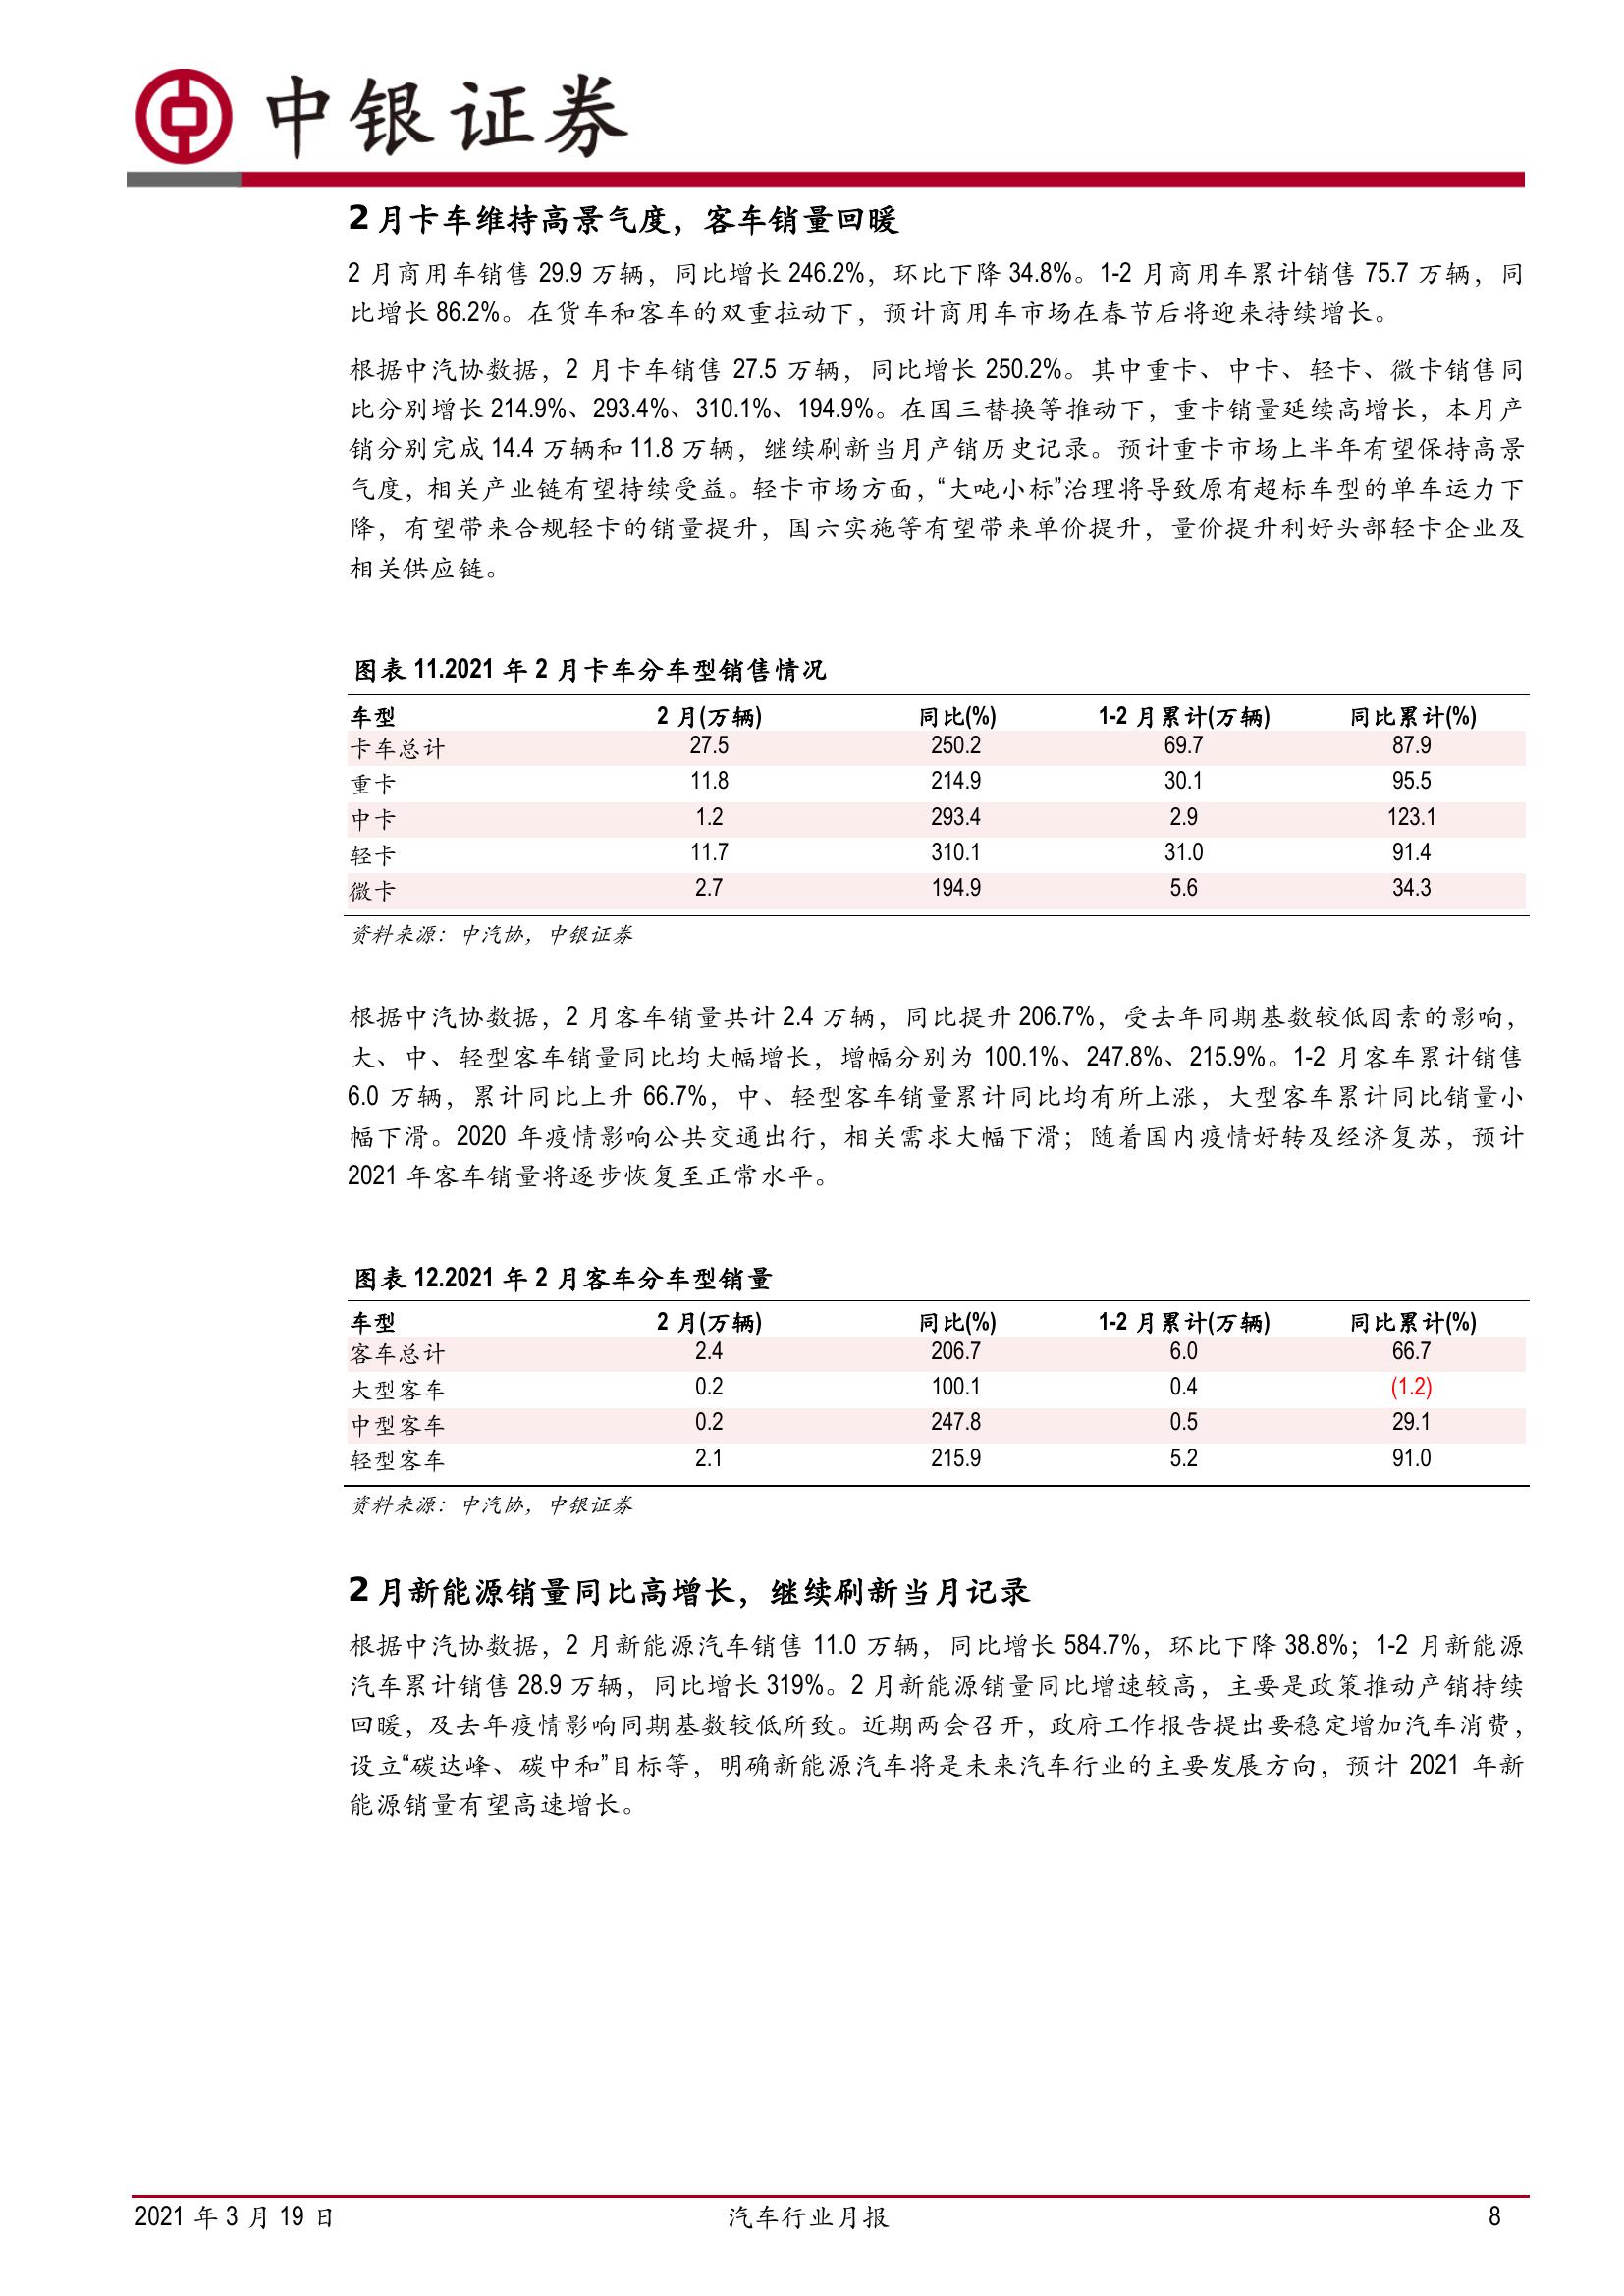 中银证券
2 月卡车维持高景气度，客车销量回暖
2 月商用车销售 29.9 万辆，同比增长 246.2%，环比下降 34.8%。1-2 月商用车累计销售 75.7 万辆，同
比增长 86.2%。在货车和客车的双重拉动下，预计商用车市场在春节后将迎来持续增长。
根据中汽协数据，2 月卡车销售 27.5 万辆，同比增长 250.2%。其中重卡、中卡、轻卡、微卡销售同
比分别增长 214.9%、293.4%、310.1%、194.9%。在国三替换等推动下，重卡销量延续高增长，本月产
销分别完成 14.4 万辆和 11.8 万辆，继续刷新当月产销历史记录。预计重卡市场上半年有望保持高景
气度，相关产业链有望持续受益。轻卡市场方面，“大吨小标”治理将导致原有超标车型的单车运力下
降，有望带来合规轻卡的销量提升，国六实施等有望带来单价提升，量价提升利好头部轻卡企业及
相关供应链。
图表 11.2021 年 2 月卡车分车型销售情况
车型 2 月(万辆) 同比(%) 1-2 月累计(万辆) 同比累计(%)
卡车总计 27.5 250.2 69.7 87.9
重卡 11.8 214.9 30.1 95.5
中卡 1.2 293.4 2.9 123.1
轻卡 11.7 310.1 31.0 91.4
微卡 2.7 194.9 5.6 34.3
资料来源：中汽协，中银证券
根据中汽协数据，2 月客车销量共计 2.4 万辆，同比提升 206.7%，受去年同期基数较低因素的影响，
大、中、轻型客车销量同比均大幅增长，增幅分别为 100.1%、247.8%、215.9%。1-2 月客车累计销售
6.0 万辆，累计同比上升 66.7%，中、轻型客车销量累计同比均有所上涨，大型客车累计同比销量小
幅下滑。2020 年疫情影响公共交通出行，相关需求大幅下滑；随着国内疫情好转及经济复苏，预计
2021 年客车销量将逐步恢复至正常水平。
图表 12.2021 年 2 月客车分车型销量
车型 2 月(万辆) 同比(%) 1-2 月累计(万辆) 同比累计(%)
客车总计 2.4 206.7 6.0 66.7
大型客车 0.2 100.1 0.4 (1.2)
中型客车 0.2 247.8 0.5 29.1
轻型客车 2.1 215.9 5.2 91.0
资料来源：中汽协，中银证券
2 月新能源销量同比高增长，继续刷新当月记录
根据中汽协数据，2 月新能源汽车销售 11.0 万辆，同比增长 584.7%，环比下降 38.8%；1-2 月新能源
汽车累计销售 28.9 万辆，同比增长 319%。2 月新能源销量同比增速较高，主要是政策推动产销持续
回暖，及去年疫情影响同期基数较低所致。近期两会召开，政府工作报告提出要稳定增加汽车消费，
设立“碳达峰、碳中和”目标等，明确新能源汽车将是未来汽车行业的主要发展方向，预计 2021 年新
能源销量有望高速增长。
2021 年 3 月 19 日 汽车行业月报 8